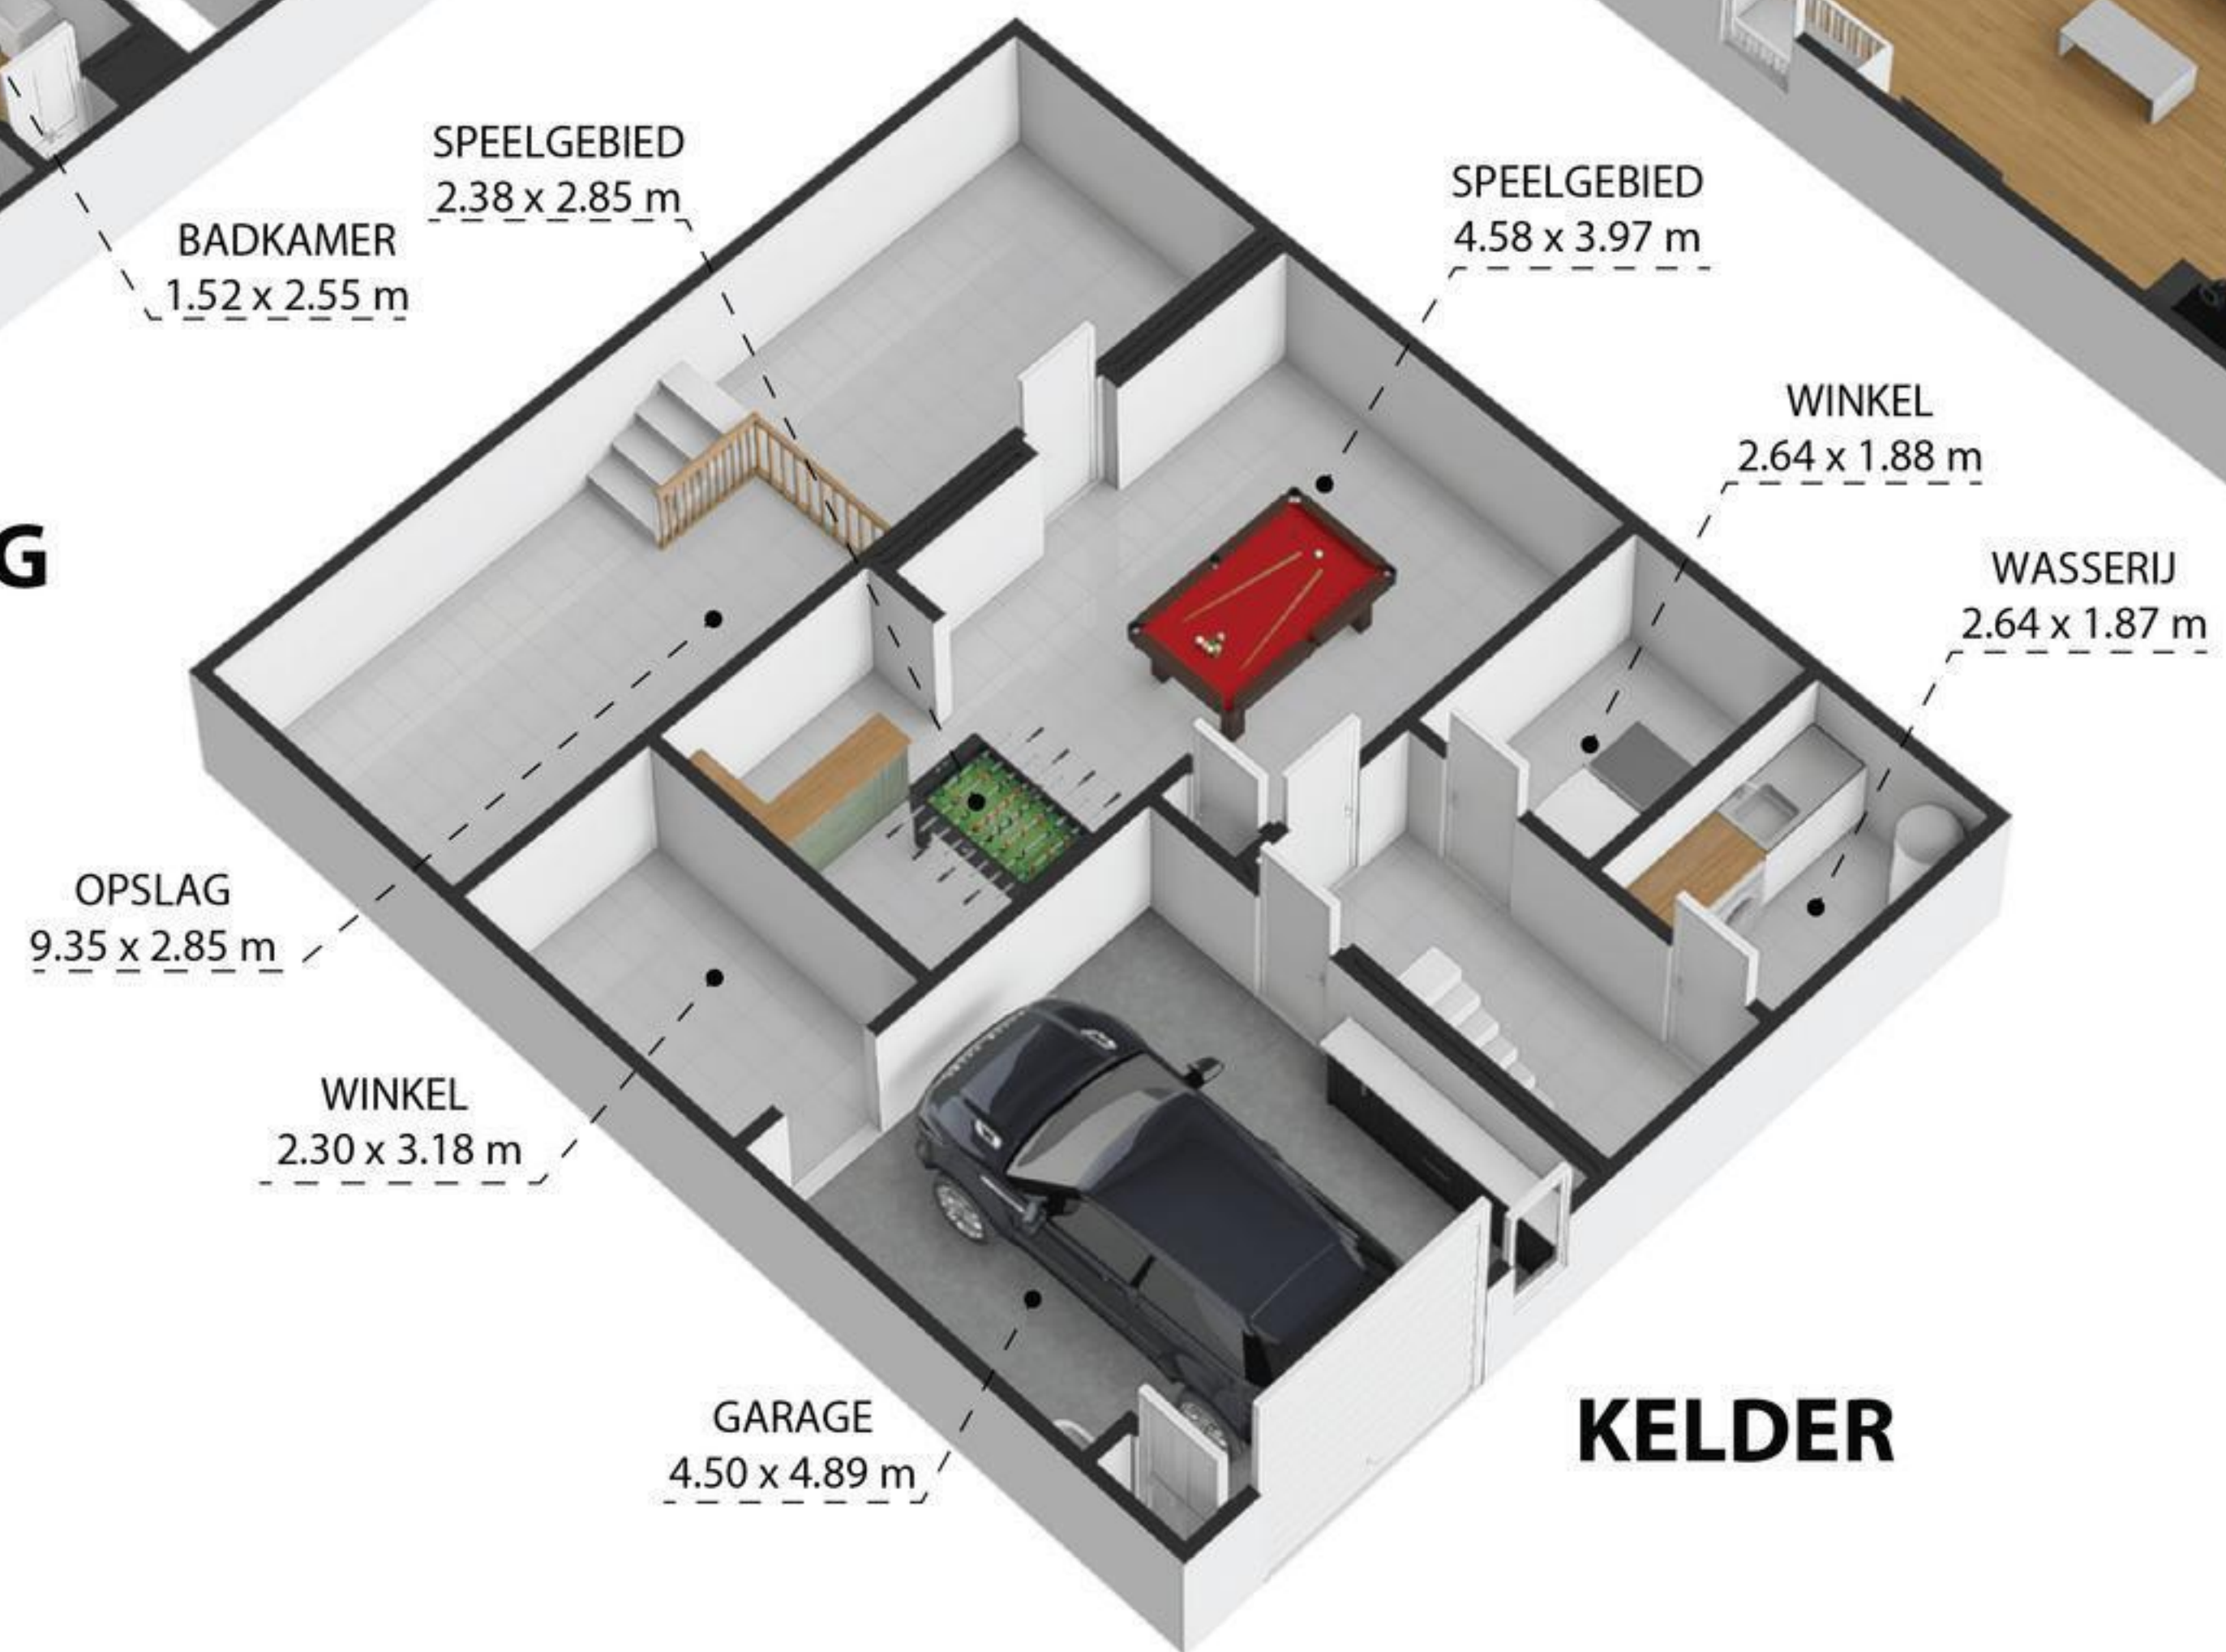 SPEELGEBIED
2.38 x 2.85 m
SPEELGEBIED
4.58 x 3.97 m
BADKAMER
1.52 x 2.55 m
WINKEL
2.64 x 1.88 m
WASSERIJ
2.64 x 1.87 m
G
OPSLAG
9.35 x 2.85 m
WINKEL
2.30 x 3.18 m
GARAGE
4.50 x 4.89 m
KELDER